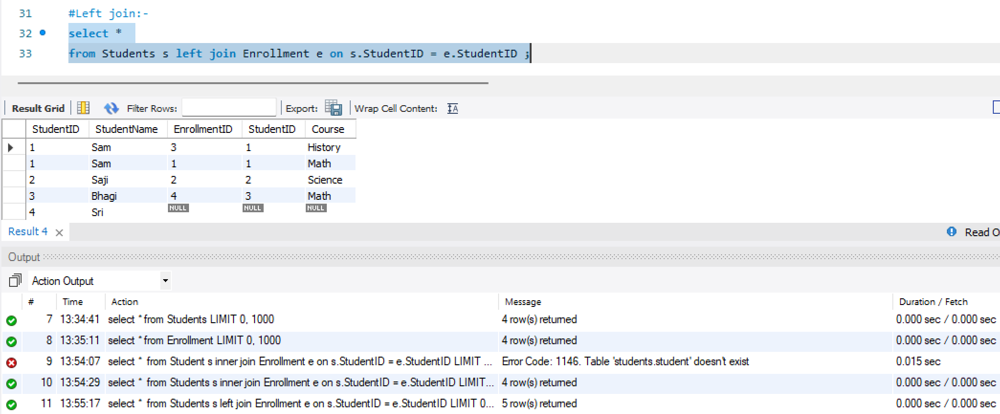 31 #Left join:-
32 select *
33 from Students s left join Enrollment e on s.StudentID = e.StudentID ;
Result Grid Filter Rows: Export: Wrap Cell Content: IA
StudentID StudentName EnrollmentID StudentID Course
1 Sam 3 1 History
1 Sam 1 1 Math
2 Saji 2 2 Science
3 Bhagi 4 3 Math
4 Sri NULL NULL NULL
Result 4 × Read O
Output
Action Output
# Time Action Message Duration / Fetch
7 13:34:41 select * from Students LIMIT 0, 1000 4 row(s) returned 0.000 sec / 0.000 sec
8 13:35:11 select * from Enrollment LIMIT 0, 1000 4 row(s) returned 0.000 sec / 0.000 sec
9 13:54:07 select * from Student s inner join Enrollment e on s.StudentID = e.StudentID LIMIT ... Error Code: 1146. Table 'students.student' doesn't exist 0.015 sec
10 13:54:29 select * from Students s inner join Enrollment e on s.StudentID = e.StudentID LIMIT... 4 row(s) returned 0.000 sec / 0.000 sec
11 13:55:17 select * from Students s left join Enrollment e on s.StudentID = e.StudentID LIMIT 0... 5 row(s) returned 0.000 sec / 0.000 sec